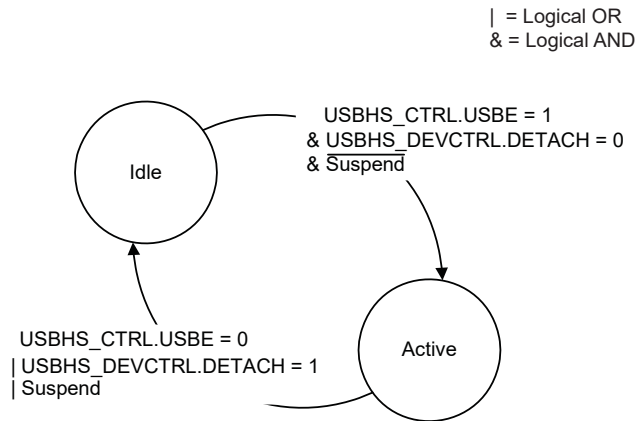 | = Logical OR
& = Logical AND
USBHS_CTRL.USBE = 1
& USBHS_DEVCTRL.DETACH = 0
& Suspend
Idle
Active
USBHS_CTRL.USBE = 0
| USBHS_DEVCTRL.DETACH = 1
| Suspend